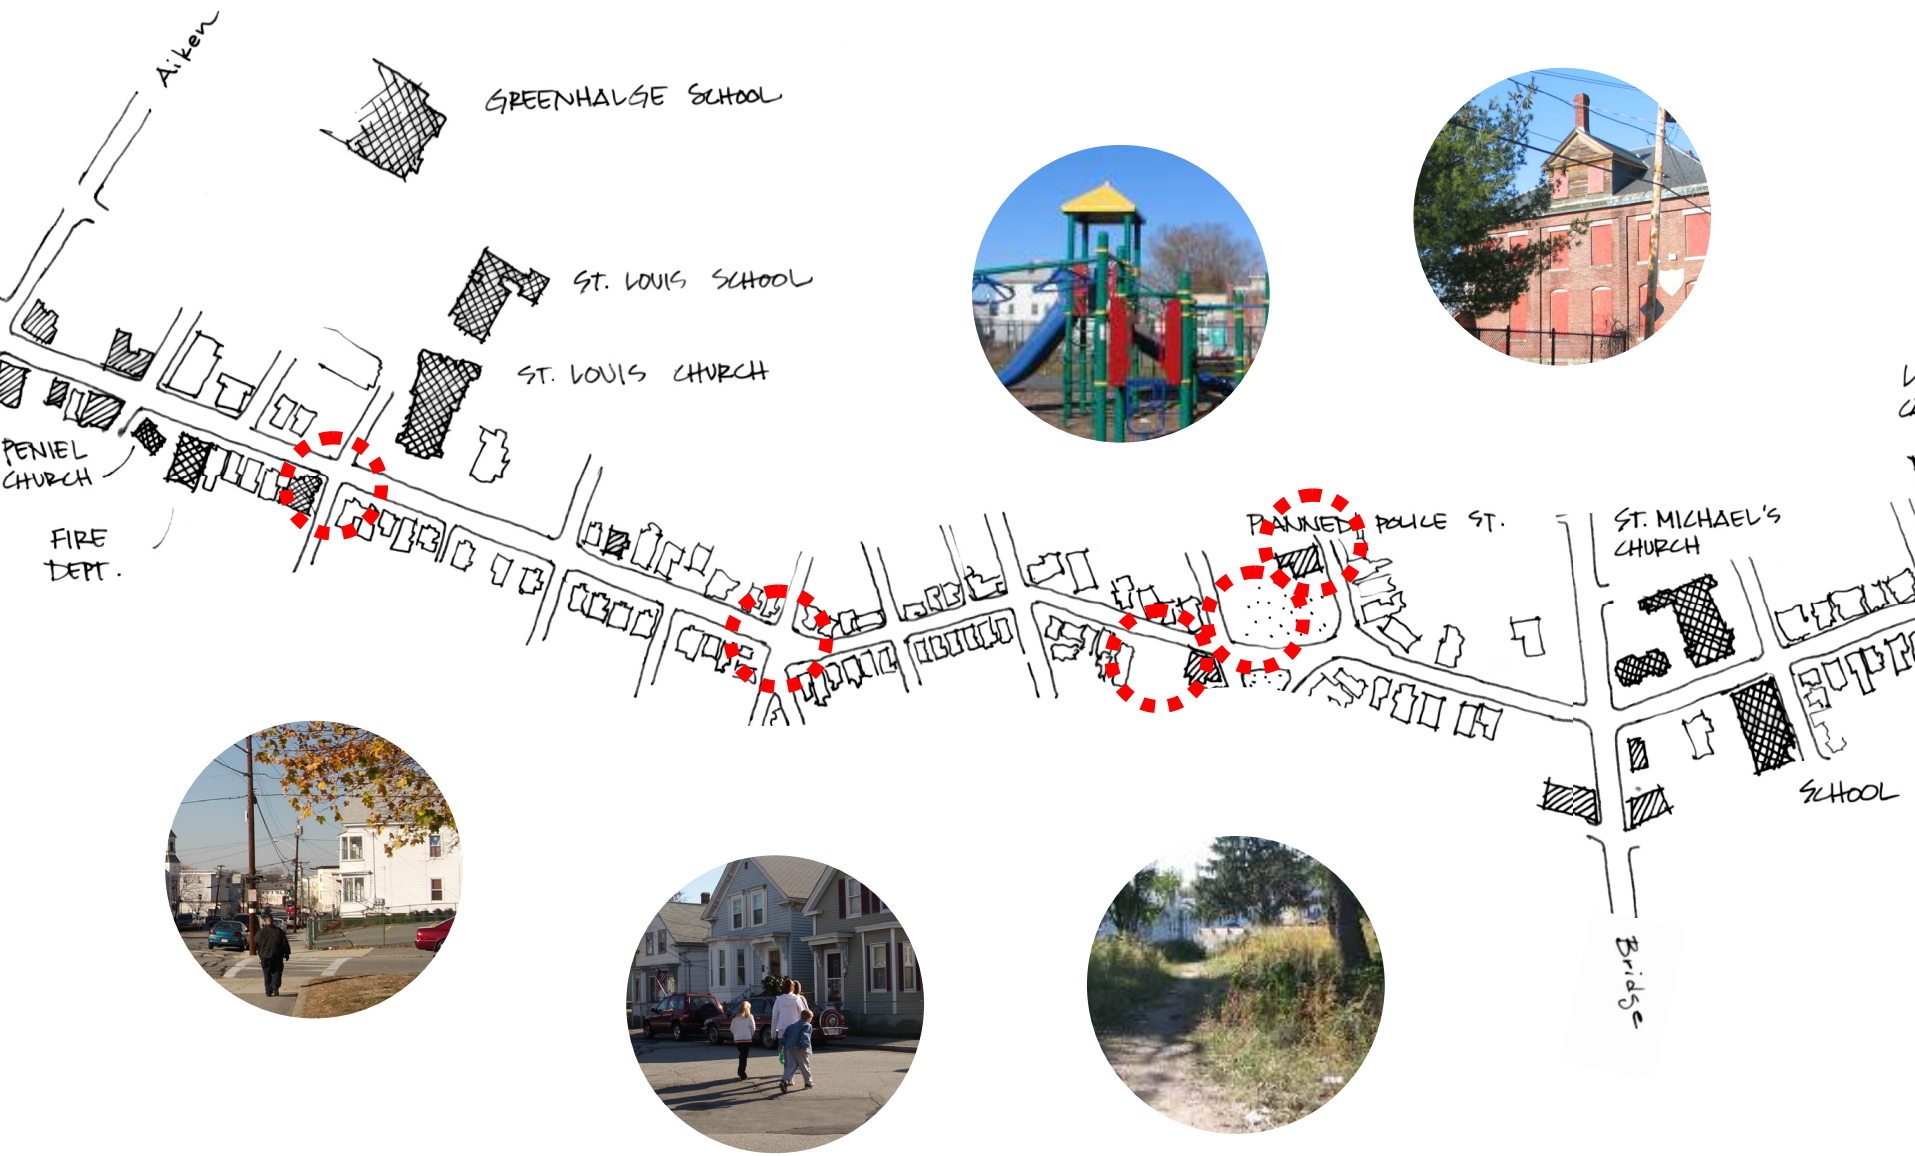 Aiken
GREENHALGE SCHOOL
ST. LOUIS SCHOOL
ST. LOUIS CHURCH
PENIEL
CHURCH
FIRE
DEPT.
PLANNED POLICE ST.
ST. MICHAEL'S
CHURCH
SCHOOL
Bridge